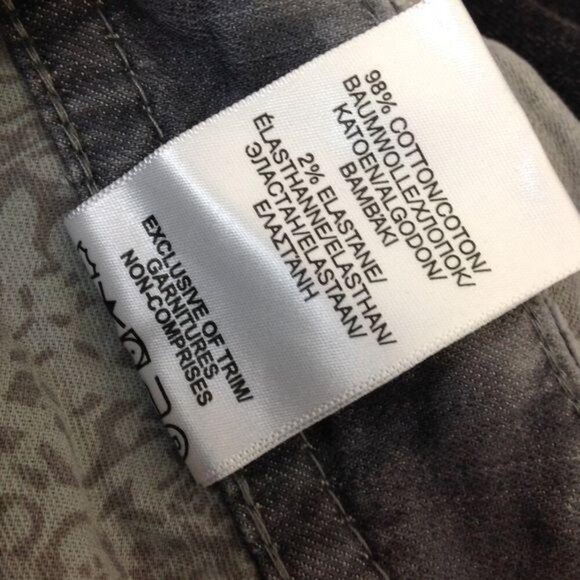 98% COTTON/COTON/
BAUMWOLLE/ХЛОПОК/
KATOEN/ALGODON/
ΒΑΜΒΑΚΙ
2% ELASTANE/
ÉLASTHANNE/ELASTHAN/
ЭЛАСТАН/ELASTAAN/
ΕΛΑΣΤΑΝΗ
EXCLUSIVE OF TRIM/
GARNITURES
NON-COMPRISES